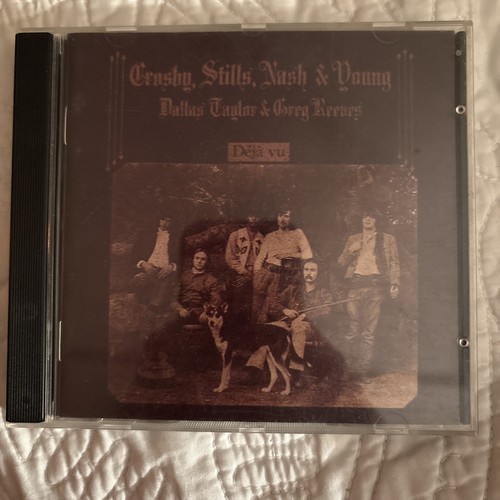 Crosby, Stills, Nash & Young
Dallas Taylor & Greg Reeves
Déjà vu